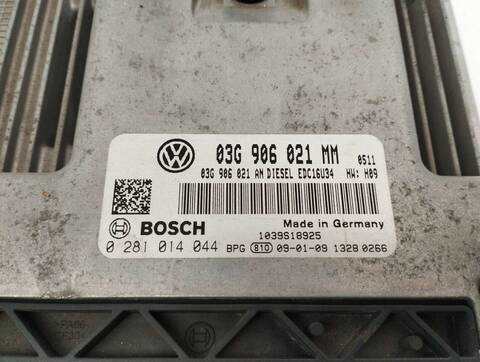 03G 906 021 MM 0511
03G 906 021 AN DIESEL EDC16U34 HW: H09
BOSCH
Made in Germany
1039S18925
0 281 014 044 BPG 810 09-01-09 1328 0266